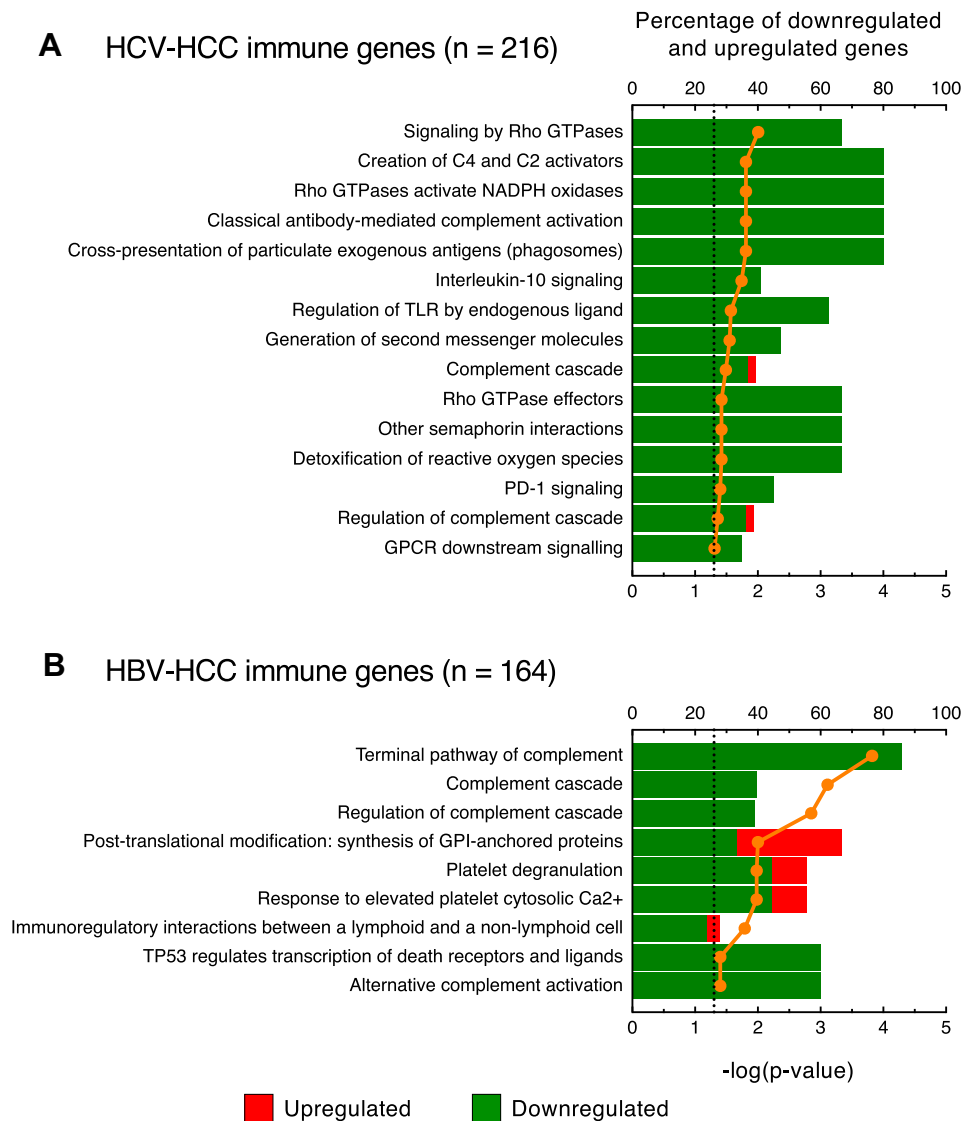 Percentage of downregulated
and upregulated genes
A HCV-HCC immune genes (n = 216)
0 20 40 60 80 100
Signaling by Rho GTPases
Creation of C4 and C2 activators
Rho GTPases activate NADPH oxidases
Classical antibody-mediated complement activation
Cross-presentation of particulate exogenous antigens (phagosomes)
Interleukin-10 signaling
Regulation of TLR by endogenous ligand
Generation of second messenger molecules
Complement cascade
Rho GTPase effectors
Other semaphorin interactions
Detoxification of reactive oxygen species
PD-1 signaling
Regulation of complement cascade
GPCR downstream signalling
0 1 2 3 4 5
B HBV-HCC immune genes (n = 164)
0 20 40 60 80 100
Terminal pathway of complement
Complement cascade
Regulation of complement cascade
Post-translational modification: synthesis of GPI-anchored proteins
Platelet degranulation
Response to elevated platelet cytosolic Ca2+
Immunoregulatory interactions between a lymphoid and a non-lymphoid cell
TP53 regulates transcription of death receptors and ligands
Alternative complement activation
0 1 2 3 4 5
-log(p-value)
Upregulated Downregulated